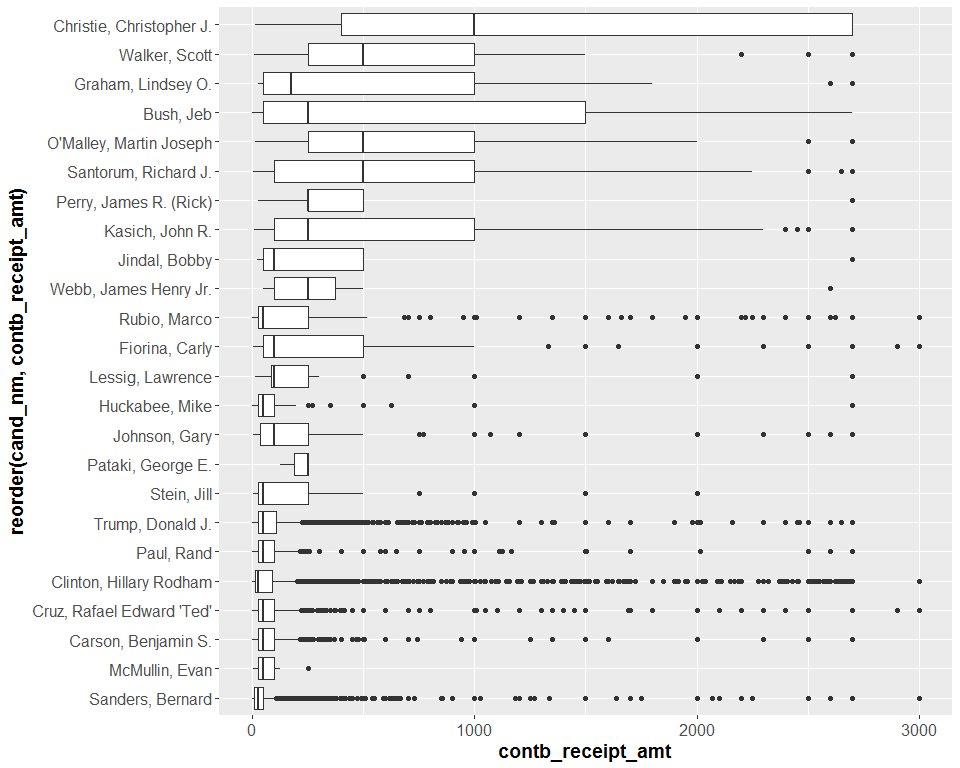 Christie, Christopher J.
Walker, Scott
Graham, Lindsey O.
Bush, Jeb
O'Malley, Martin Joseph
Santorum, Richard J.
Perry, James R. (Rick)
Kasich, John R.
Jindal, Bobby
Webb, James Henry Jr.
Rubio, Marco
Fiorina, Carly
Lessig, Lawrence
Huckabee, Mike
Johnson, Gary
Pataki, George E.
Stein, Jill
Trump, Donald J.
Paul, Rand
Clinton, Hillary Rodham
Cruz, Rafael Edward 'Ted'
Carson, Benjamin S.
McMullin, Evan
Sanders, Bernard
reorder(cand_nm, contb_receipt_amt)
0 1000 2000 3000
contb_receipt_amt